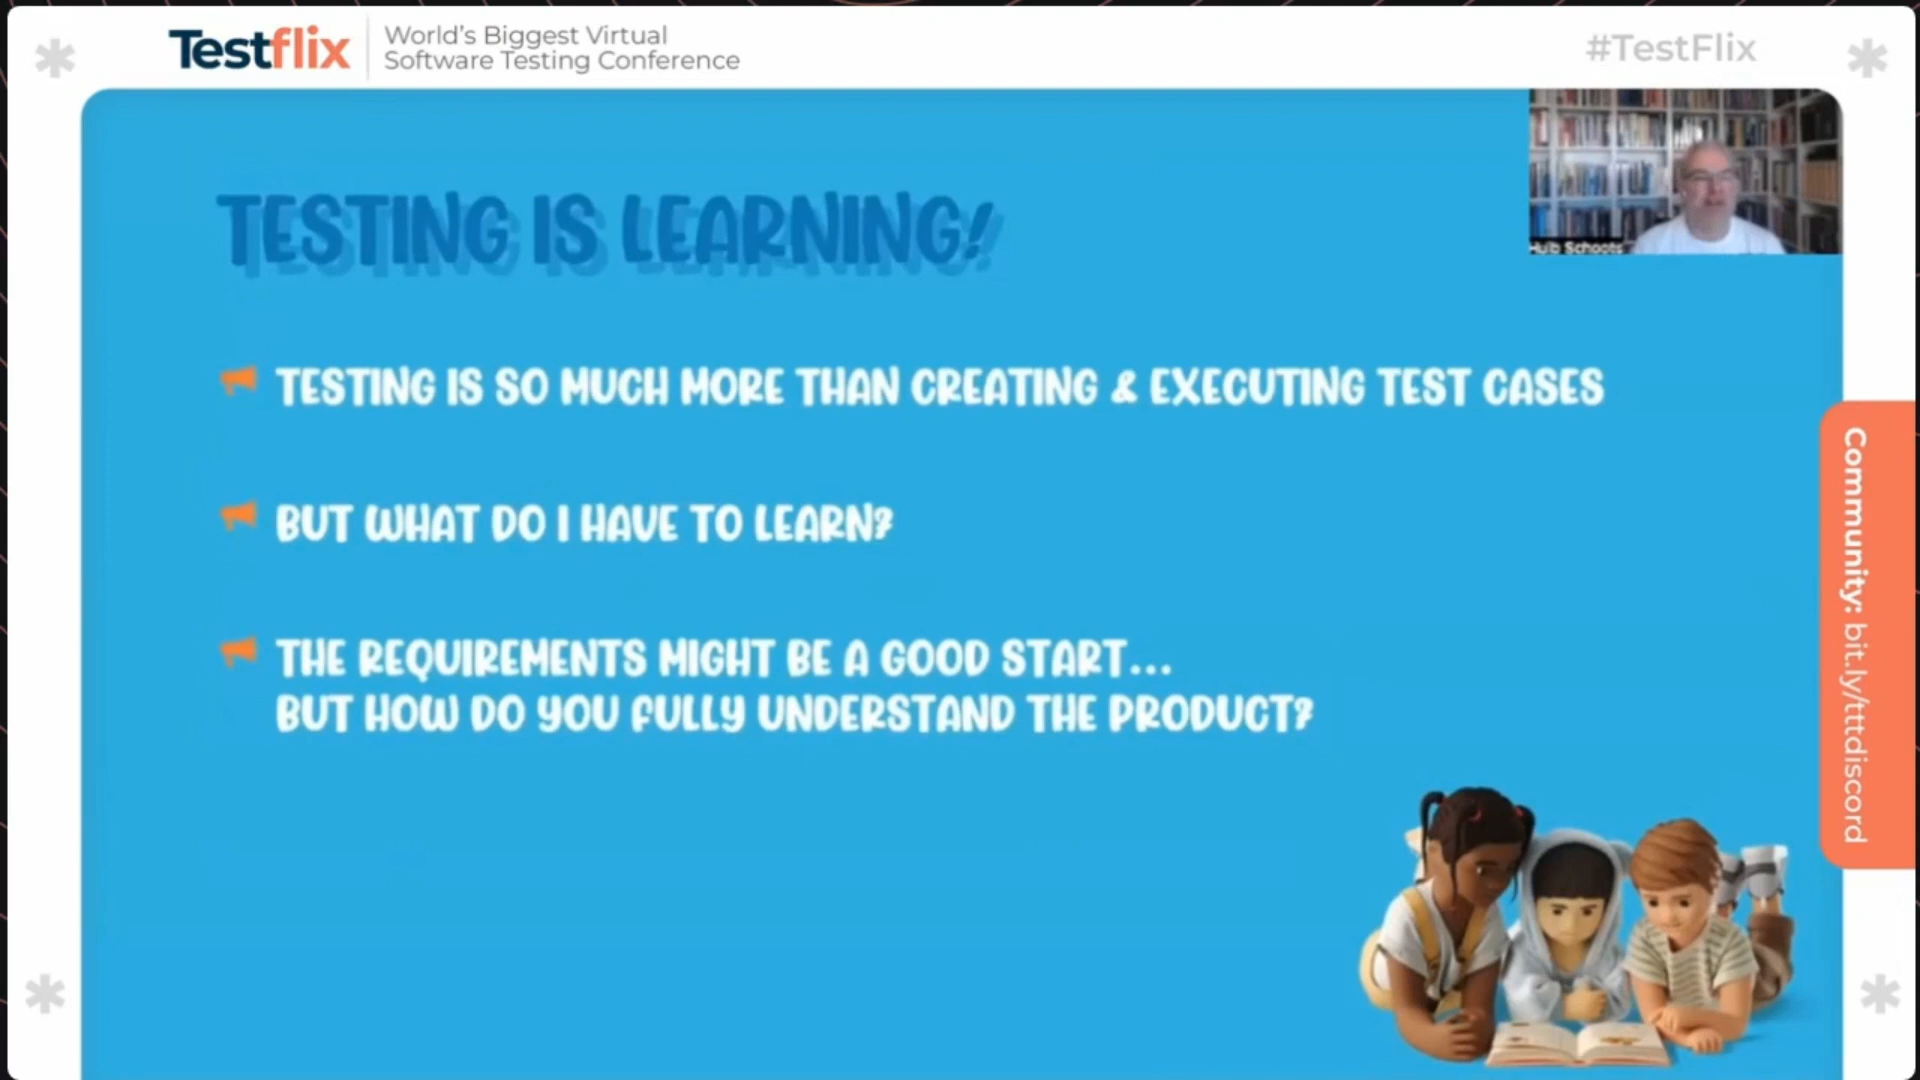 Testflix
World's Biggest Virtual
Software Testing Conference
#TestFlix
TESTING IS LEARNING!
Huib Schoots
TESTING IS SO MUCH MORE THAN CREATING & EXECUTING TEST CASES
BUT WHAT DO I HAVE TO LEARN?
THE REQUIREMENTS MIGHT BE A GOOD START...
BUT HOW DO YOU FULLY UNDERSTAND THE PRODUCT?
Community: bit.ly/tttdiscord